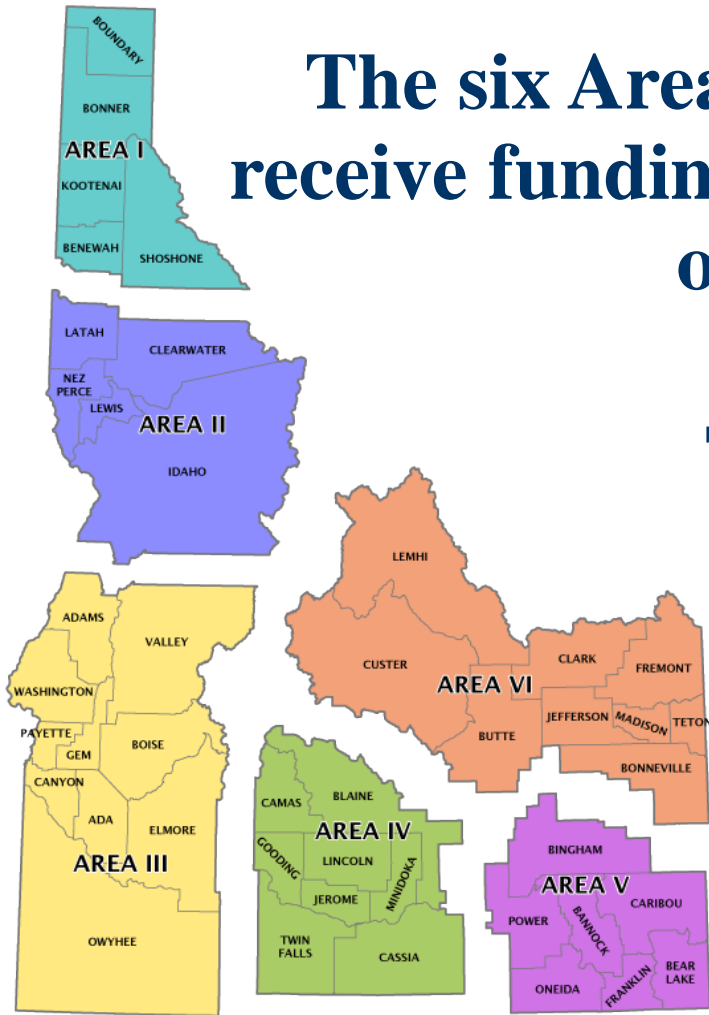 The six Area
receive fundin
o
BOUNDARY
BONNER
AREA I
KOOTENAI
BENEWAH
SHOSHONE
LATAH
CLEARWATER
NEZ
PERCE
LEWIS
AREA II
IDAHO
LEMHI
ADAMS
VALLEY
CUSTER
CLARK
FREMONT
AREA VI
WASHINGTON
JEFFERSON
MADISON
TETON
PAYETTE
BUTTE
GEM
BOISE
BONNEVILLE
CANYON
CAMAS
BLAINE
ADA
ELMORE
AREA IV
AREA III
GOODING
LINCOLN
MINIDOKA
JEROME
BINGHAM
AREA V
POWER
BANNOCK
CARIBOU
OWYHEE
TWIN
FALLS
CASSIA
ONEIDA
FRANKLIN
BEAR
LAKE